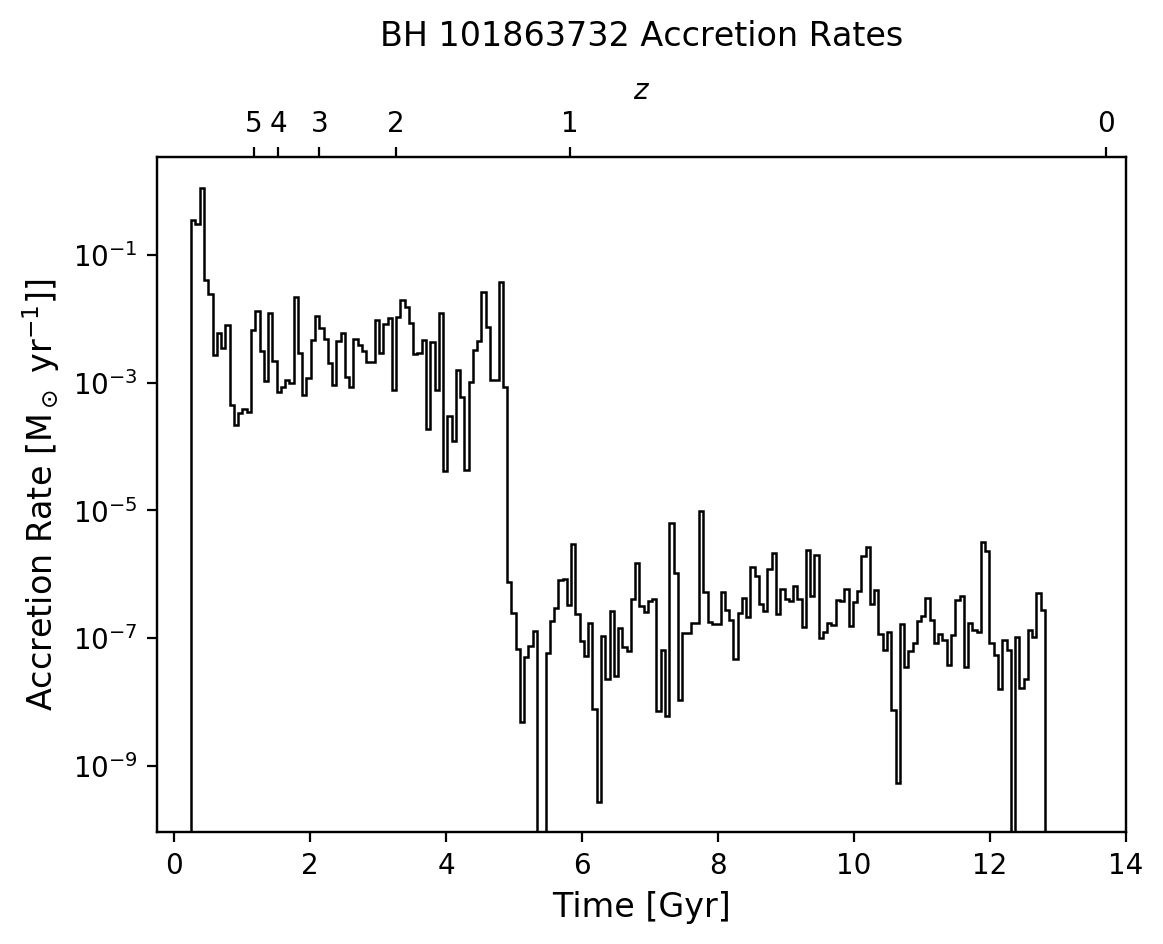 BH 101863732 Accretion Rates
z
5 4 3 2 1 0
Accretion Rate [M⊙ yr⁻¹]]
10⁻¹
10⁻³
10⁻⁵
10⁻⁷
10⁻⁹
0 2 4 6 8 10 12 14
Time [Gyr]